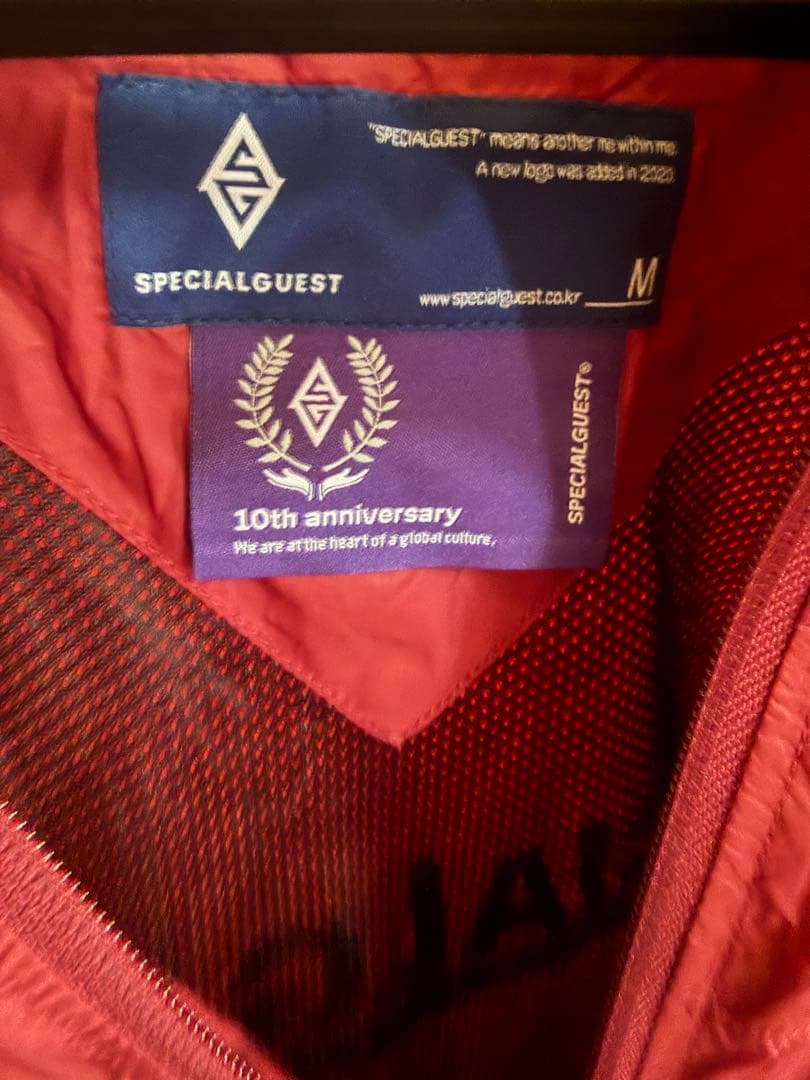 "SPECIALGUEST" means another me within me.
A new logo was added in 2020.
SPECIALGUEST
www.specialguest.co.kr
M
SG
10th anniversary
We are at the heart of a global culture.
SPECIALGUEST®